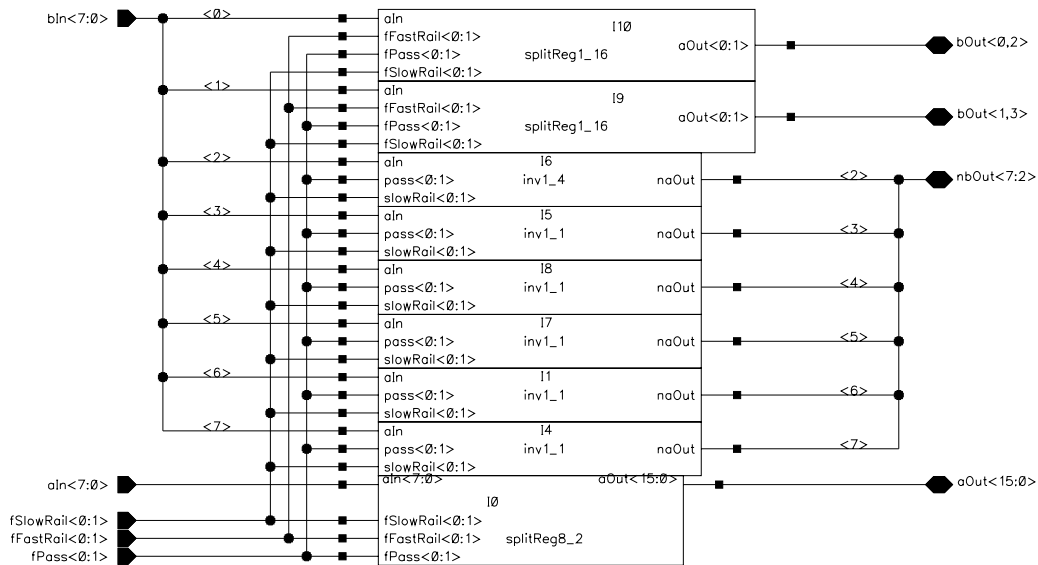 bIn<7:0> <0> aIn I10
fFastRail<0:1> aOut<0:1> bOut<0,2>
fPass<0:1> splitReg1_16
fSlowRail<0:1>
<1> aIn I9
fFastRail<0:1> aOut<0:1> bOut<1,3>
fPass<0:1> splitReg1_16
fSlowRail<0:1>
<2> aIn I6
pass<0:1> inv1_4 naOut <2> nbOut<7:2>
slowRail<0:1>
<3> aIn I5
pass<0:1> inv1_1 naOut <3>
slowRail<0:1>
<4> aIn I8
pass<0:1> inv1_1 naOut <4>
slowRail<0:1>
<5> aIn I7
pass<0:1> inv1_1 naOut <5>
slowRail<0:1>
<6> aIn I1
pass<0:1> inv1_1 naOut <6>
slowRail<0:1>
<7> aIn I4
pass<0:1> inv1_1 naOut <7>
slowRail<0:1>
aIn<7:0> aIn<7:0> aOut<15:0> aOut<15:0>
I0
fSlowRail<0:1> fSlowRail<0:1>
fFastRail<0:1> fFastRail<0:1> splitReg8_2
fPass<0:1> fPass<0:1>